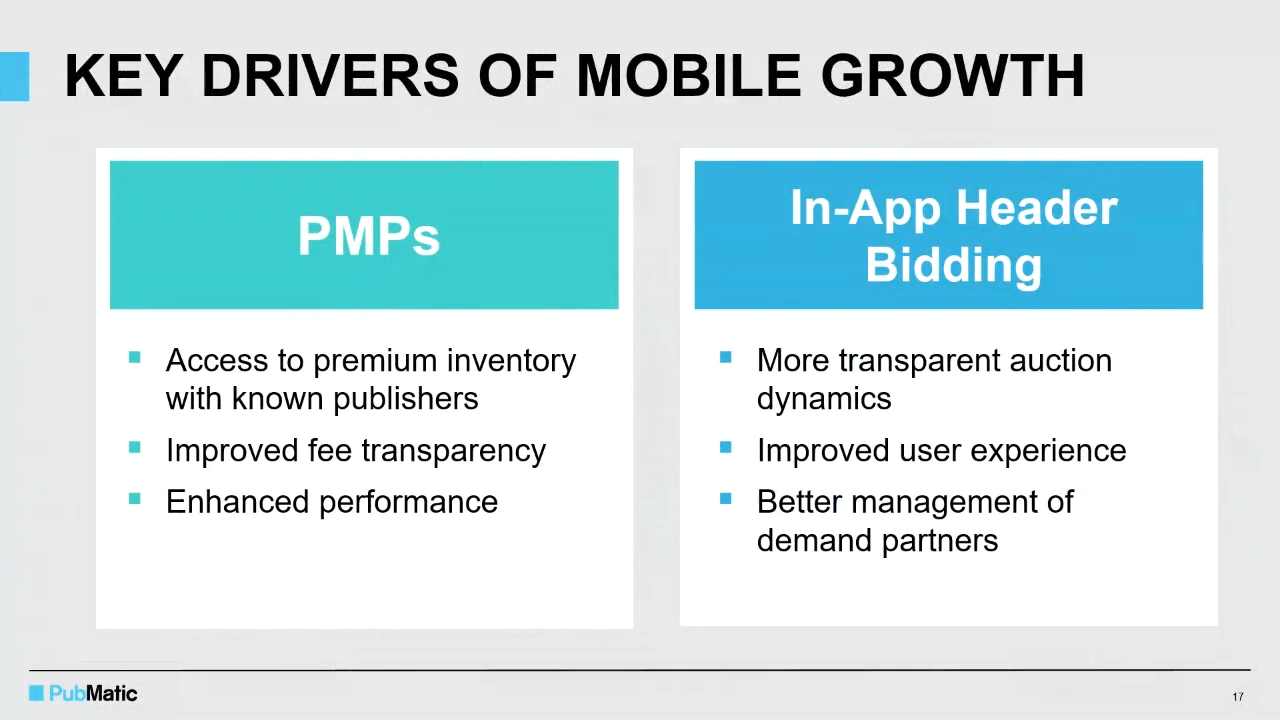 KEY DRIVERS OF MOBILE GROWTH
PMPs
Access to premium inventory
with known publishers
Improved fee transparency
Enhanced performance
In-App Header
Bidding
More transparent auction
dynamics
Improved user experience
Better management of
demand partners
PubMatic
17